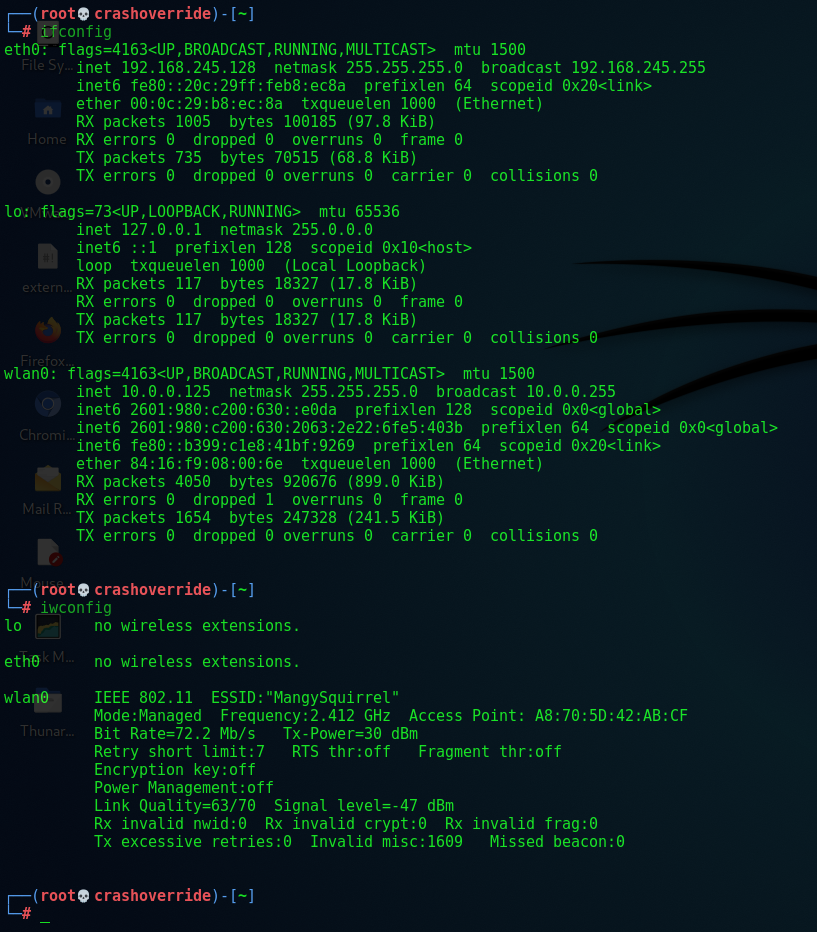 ┌──(root💀crashoverride)-[~]
└─# ifconfig
eth0: flags=4163<UP,BROADCAST,RUNNING,MULTICAST>  mtu 1500
        inet 192.168.245.128  netmask 255.255.255.0  broadcast 192.168.245.255
        inet6 fe80::20c:29ff:feb8:ec8a  prefixlen 64  scopeid 0x20<link>
        ether 00:0c:29:b8:ec:8a  txqueuelen 1000  (Ethernet)
        RX packets 1005  bytes 100185 (97.8 KiB)
        RX errors 0  dropped 0  overruns 0  frame 0
        TX packets 735  bytes 70515 (68.8 KiB)
        TX errors 0  dropped 0 overruns 0  carrier 0  collisions 0

lo: flags=73<UP,LOOPBACK,RUNNING>  mtu 65536
        inet 127.0.0.1  netmask 255.0.0.0
        inet6 ::1  prefixlen 128  scopeid 0x10<host>
        loop  txqueuelen 1000  (Local Loopback)
        RX packets 117  bytes 18327 (17.8 KiB)
        RX errors 0  dropped 0  overruns 0  frame 0
        TX packets 117  bytes 18327 (17.8 KiB)
        TX errors 0  dropped 0 overruns 0  carrier 0  collisions 0

wlan0: flags=4163<UP,BROADCAST,RUNNING,MULTICAST>  mtu 1500
        inet 10.0.0.125  netmask 255.255.255.0  broadcast 10.0.0.255
        inet6 2601:980:c200:630::e0da  prefixlen 128  scopeid 0x0<global>
        inet6 2601:980:c200:630:2063:2e22:6fe5:403b  prefixlen 64  scopeid 0x0<global>
        inet6 fe80::b399:c1e8:41bf:9269  prefixlen 64  scopeid 0x20<link>
        ether 84:16:f9:08:00:6e  txqueuelen 1000  (Ethernet)
        RX packets 4050  bytes 920676 (899.0 KiB)
        RX errors 0  dropped 1  overruns 0  frame 0
        TX packets 1654  bytes 247328 (241.5 KiB)
        TX errors 0  dropped 0 overruns 0  carrier 0  collisions 0

┌──(root💀crashoverride)-[~]
└─# iwconfig
lo        no wireless extensions.

eth0      no wireless extensions.

wlan0     IEEE 802.11  ESSID:"MangySquirrel"
          Mode:Managed  Frequency:2.412 GHz  Access Point: A8:70:5D:42:AB:CF
          Bit Rate=72.2 Mb/s   Tx-Power=30 dBm
          Retry short limit:7   RTS thr:off   Fragment thr:off
          Encryption key:off
          Power Management:off
          Link Quality=63/70  Signal level=-47 dBm
          Rx invalid nwid:0  Rx invalid crypt:0  Rx invalid frag:0
          Tx excessive retries:0  Invalid misc:1609   Missed beacon:0

┌──(root💀crashoverride)-[~]
└─# _
File Sy...
Home
extern...
Firefox...
Chromi...
Mail R...
Mouse
Thunar...